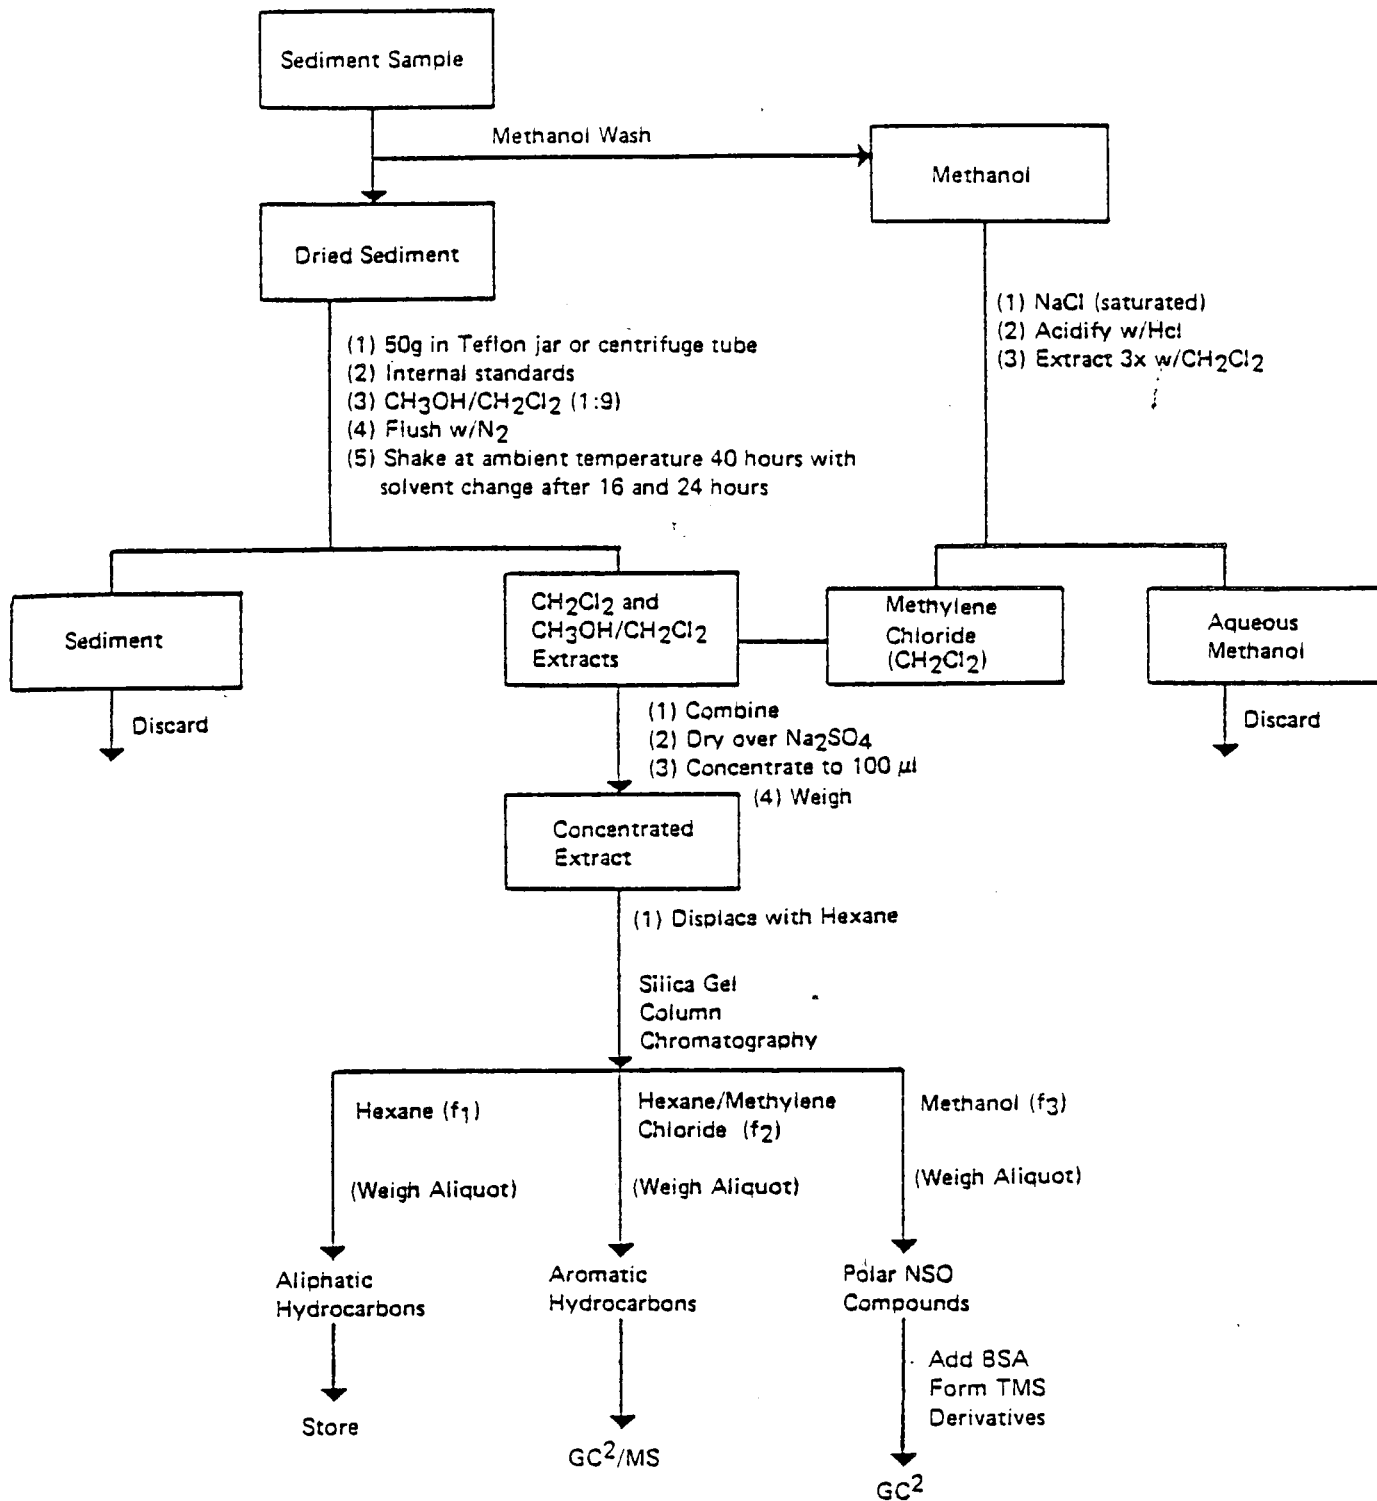 Sediment Sample
Methanol Wash
Methanol
Dried Sediment
(1) 50g in Teflon jar or centrifuge tube
(2) Internal standards
(3) CH3OH/CH2Cl2 (1:9)
(4) Flush w/N2
(5) Shake at ambient temperature 40 hours with
solvent change after 16 and 24 hours
(1) NaCl (saturated)
(2) Acidify w/Hcl
(3) Extract 3x w/CH2Cl2
Sediment
Discard
CH2Cl2 and
CH3OH/CH2Cl2
Extracts
Methylene
Chloride
(CH2Cl2)
Aqueous
Methanol
Discard
(1) Combine
(2) Dry over Na2SO4
(3) Concentrate to 100 μl
(4) Weigh
Concentrated
Extract
(1) Displace with Hexane
Silica Gel
Column
Chromatography
Hexane (f1)
(Weigh Aliquot)
Aliphatic
Hydrocarbons
Store
Hexane/Methylene
Chloride (f2)
(Weigh Aliquot)
Aromatic
Hydrocarbons
GC2/MS
Methanol (f3)
(Weigh Aliquot)
Polar NSO
Compounds
Add BSA
Form TMS
Derivatives
GC2